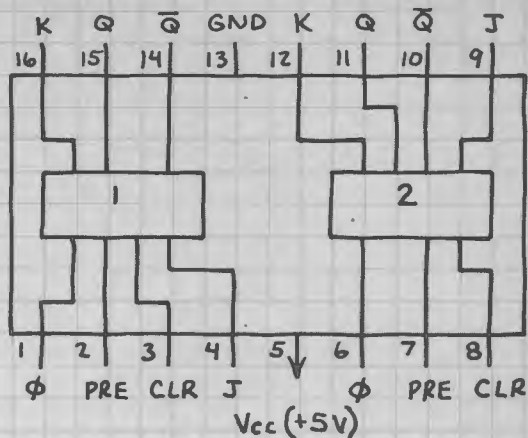 K Q Q̅ GND K Q Q̅ J
16 15 14 13 12 11 10 9
1 2
1 2 3 4 5 6 7 8
Φ PRE CLR J Φ PRE CLR
Vcc (+5V)